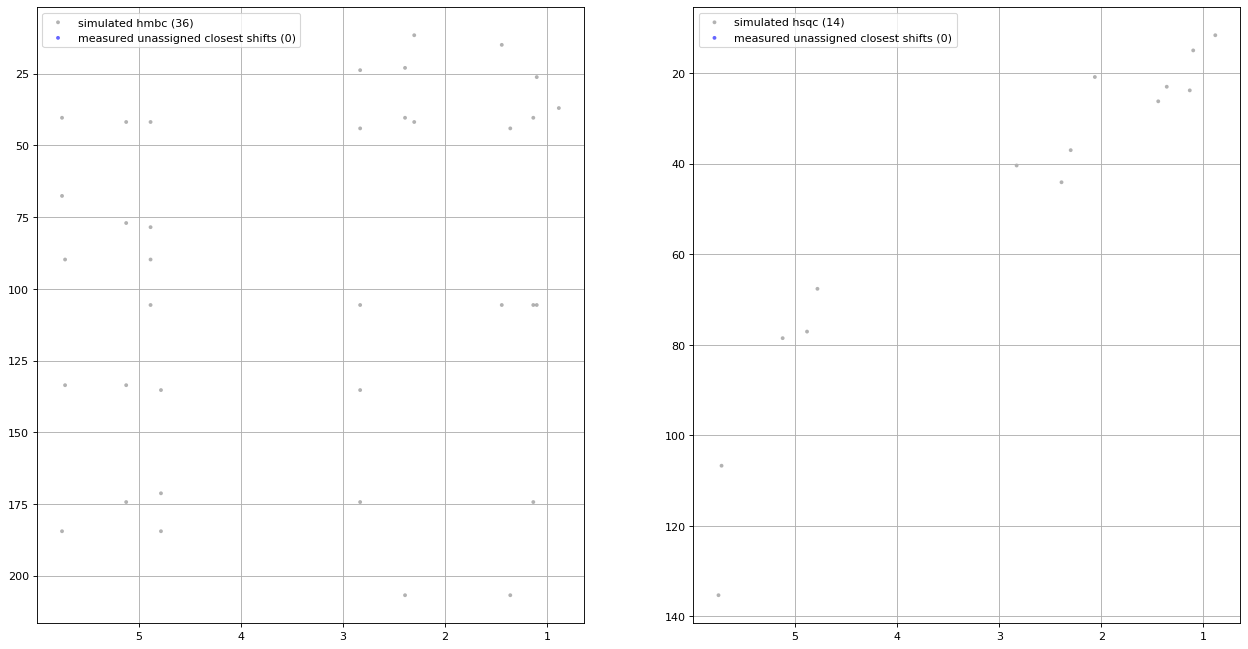 simulated hmbc (36)
measured unassigned closest shifts (0)
25
50
75
100
125
150
175
200
5 4 3 2 1
simulated hsqc (14)
measured unassigned closest shifts (0)
20
40
60
80
100
120
140
5 4 3 2 1